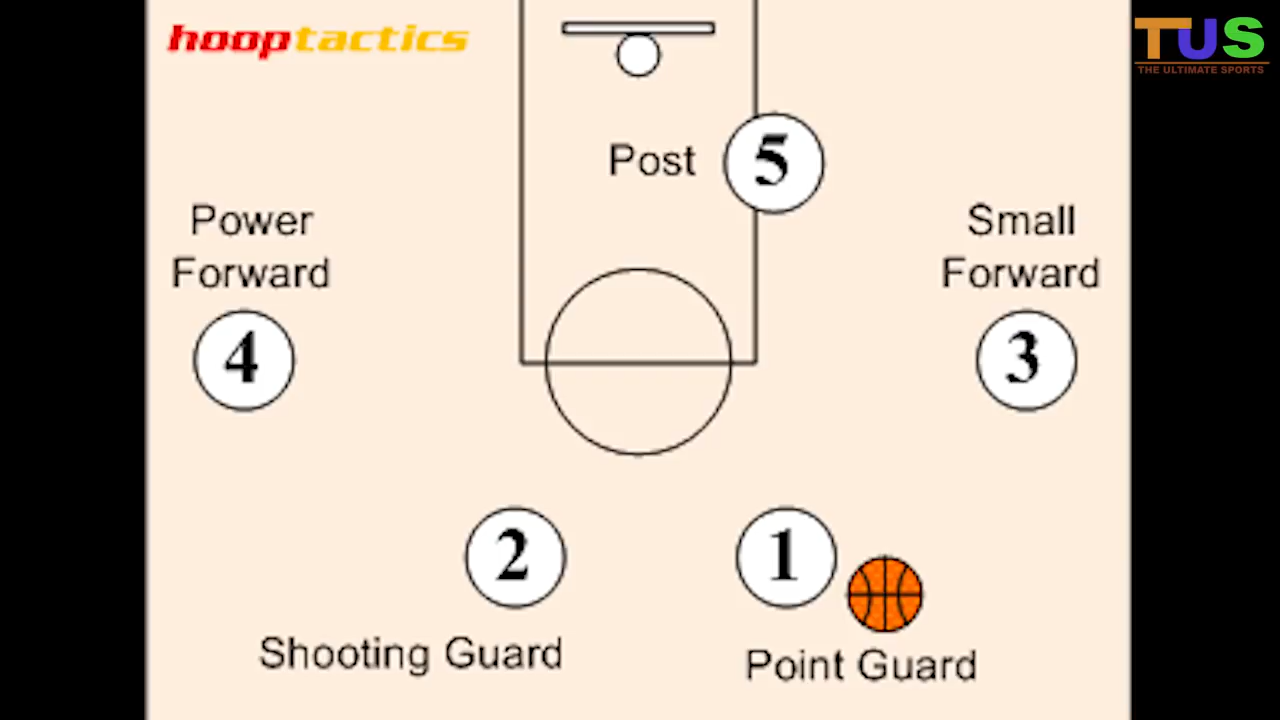 hooptactics
TUS
THE ULTIMATE SPORTS
Post
5
Power
Forward
4
Small
Forward
3
2
1
Shooting Guard
Point Guard